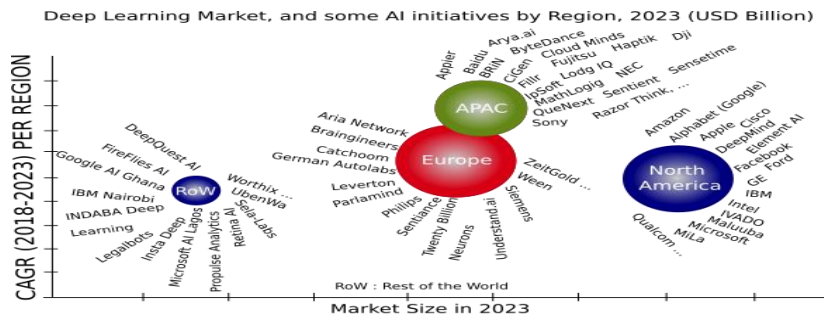 Deep Learning Market, and some AI initiatives by Region, 2023 (USD Billion)
CAGR (2018-2023) PER REGION
DeepQuest AI
FireFlies AI
Google AI Ghana
IBM Nairobi
INDABA Deep
Learning
Legalbots
Insta Deep
Microsoft AI Lagos
Propulse Analytics
Retina AI
Sela-Labs
UbenWa
Worthix ...
RoW
Aria Network
Braingineers
Catchoom
German Autolabs
Leverton
Parlamind
Philips
Sentiance
Twenty Billion
Neurons
Understand.ai
Siemens
Ween
ZeitGold ...
Europe
Appier
Baidu
Arya.ai
BRiN
ByteDance
CiGen
Cloud Minds
Fillr
Fujitsu
Haptik
Dji
IpSoft
Lodg IQ
MathLogig
NEC
Sensetime
QueNext
Sentient
Sony
Razor Think, ...
APAC
Amazon
Alphabet (Google)
Apple
Cisco
DeepMind
Element AI
Facebook
Ford
GE
IBM
Intel
IVADO
Maluuba
Microsoft
MiLa
Qualcom ...
North
America
RoW : Rest of the World
Market Size in 2023